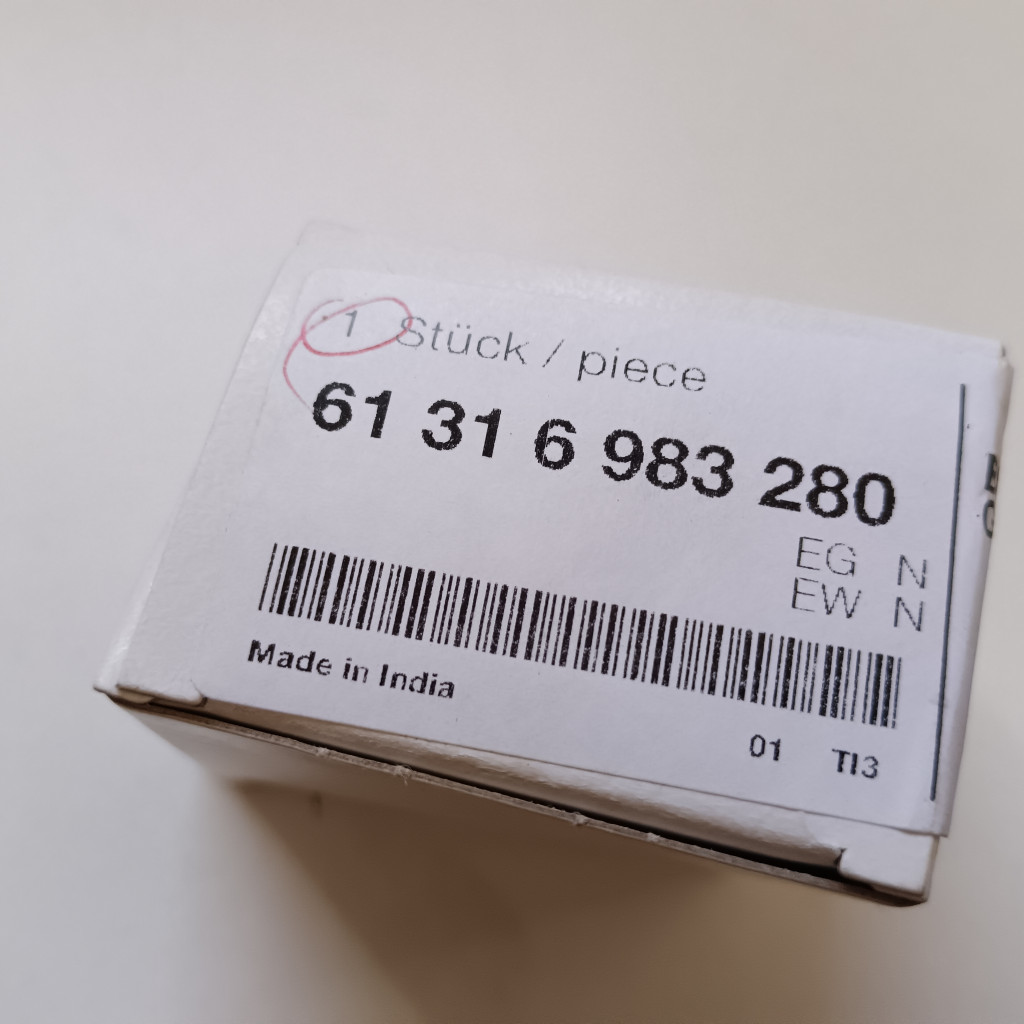 1 Stück / piece
61 31 6 983 280
EG N
EW N
Made in India
01 TI3